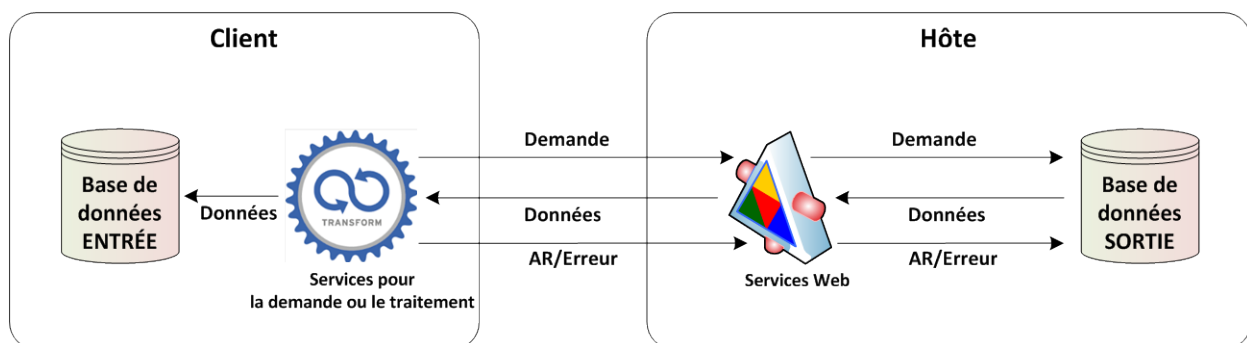 Client
Hôte
Base de
données
ENTRÉE
Données
TRANSFORM
Services pour
la demande ou le traitement
Demande
Données
AR/Erreur
Services Web
Demande
Données
AR/Erreur
Base de
données
SORTIE